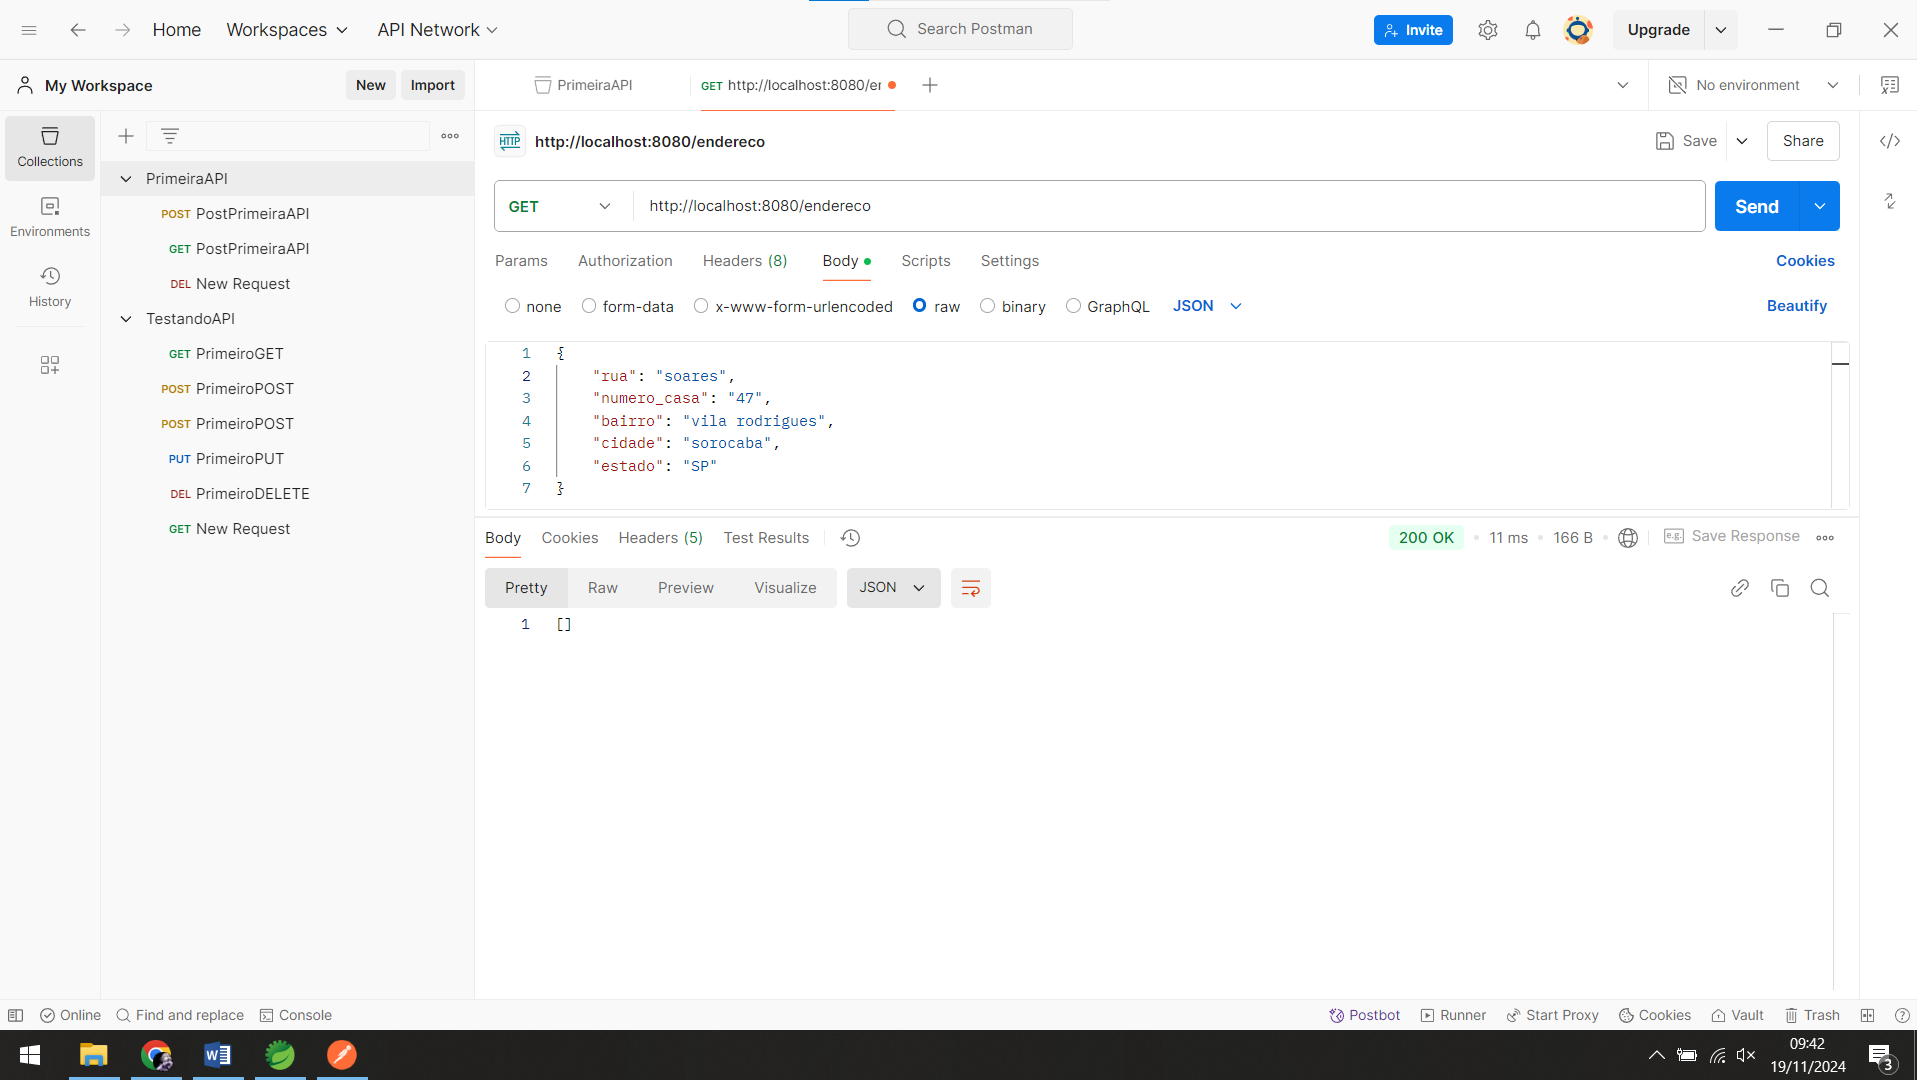 Home
Workspaces
API Network
Search Postman
Invite
Upgrade
My Workspace
New
Import
PrimeiraAPI
GET http://localhost:8080/er
No environment
Collections
Environments
History
PrimeiraAPI
POST PostPrimeiraAPI
GET PostPrimeiraAPI
DEL New Request
TestandoAPI
GET PrimeiroGET
POST PrimeiroPOST
POST PrimeiroPOST
PUT PrimeiroPUT
DEL PrimeiroDELETE
GET New Request
HTTP http://localhost:8080/endereco
Save
Share
GET http://localhost:8080/endereco
Send
Params Authorization Headers (8) Body Scripts Settings Cookies
none form-data x-www-form-urlencoded raw binary GraphQL JSON Beautify
1 {
2 "rua": "soares",
3 "numero_casa": "47",
4 "bairro": "vila rodrigues",
5 "cidade": "sorocaba",
6 "estado": "SP"
7 }
Body Cookies Headers (5) Test Results 200 OK 11 ms 166 B e.g. Save Response
Pretty Raw Preview Visualize JSON
1 []
Online Find and replace Console Postbot Runner Start Proxy Cookies Vault Trash
09:42
19/11/2024
3